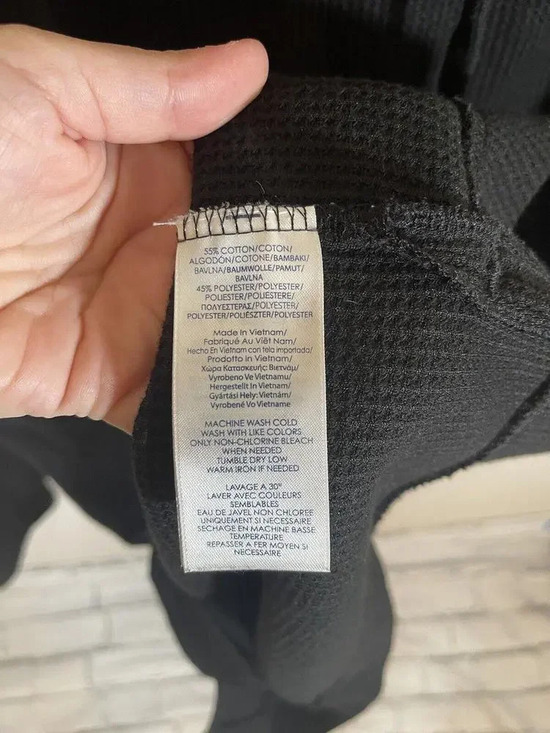 55% COTTON/COTON/
ALGODÓN/COTONE/BAMBAKI/
BAVLNA/BAUMWOLLE/PAMUT/
BAVLNA
45% POLYESTER/POLYESTER/
POLIESTER/POLIESTERE/
ΠΟΛΥΕΣΤΕΡΑΣ/POLYESTER/
POLYESTER/POLIÉSZTER/POLYESTER
Made In Vietnam/
Fabriqué Au Viêt Nam/
Hecho En Vietnam con tela importada/
Prodotto in Vietnam/
Χώρα Κατασκευής: Βιετνάμ/
Vyrobeno Ve Vietnamu/
Hergestellt In Vietnam/
Gyártási Hely: Vietnám/
Vyrobené Vo Vietname
MACHINE WASH COLD
WASH WITH LIKE COLORS
ONLY NON-CHLORINE BLEACH
WHEN NEEDED
TUMBLE DRY LOW
WARM IRON IF NEEDED
LAVAGE A 30°
LAVER AVEC COULEURS
SEMBLABLES
EAU DE JAVEL NON CHLOREE
UNIQUEMENT SI NECESSAIRE
SECHAGE EN MACHINE BASSE
TEMPERATURE
REPASSER A FER MOYEN SI
NECESSAIRE